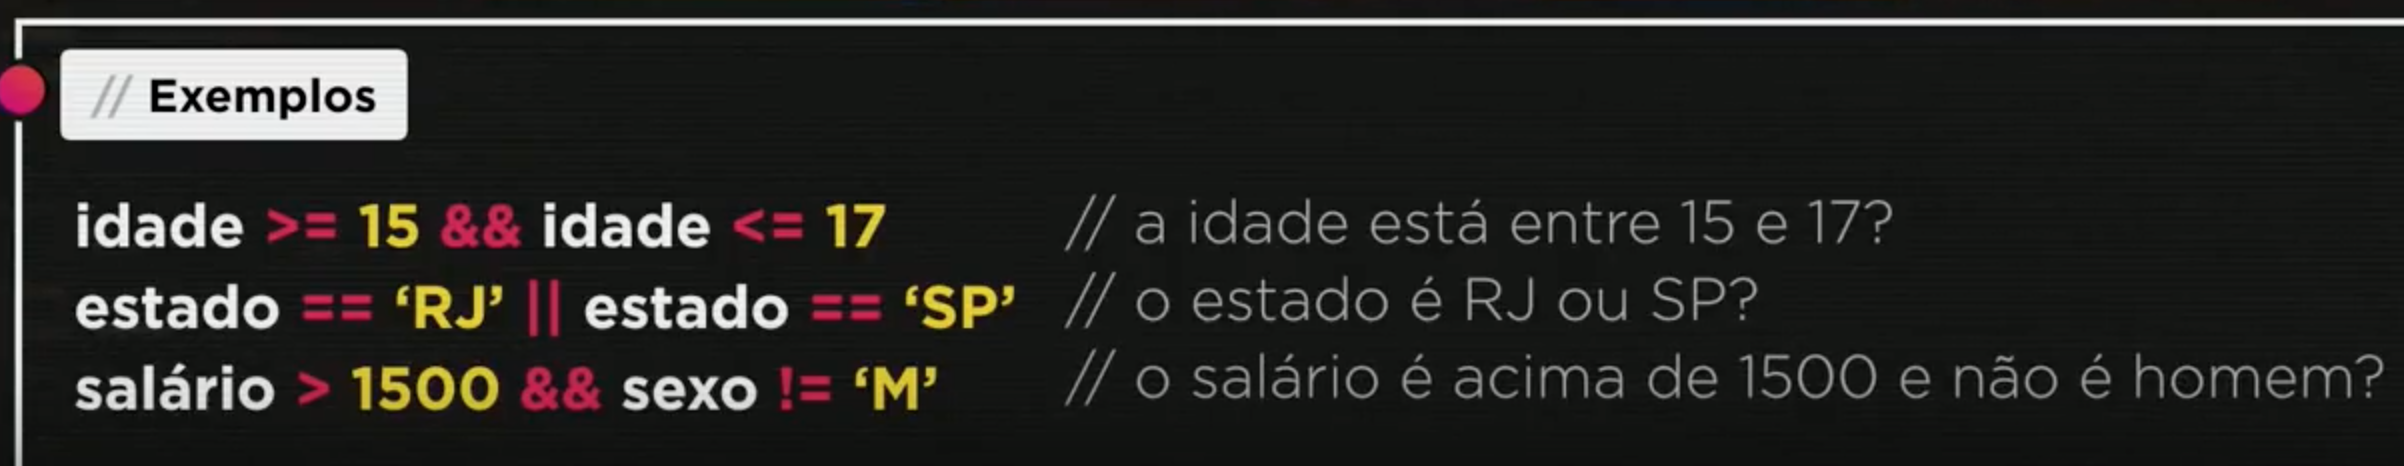 // Exemplos
idade >= 15 && idade <= 17 // a idade está entre 15 e 17?
estado == ‘RJ’ || estado == ‘SP’ // o estado é RJ ou SP?
salário > 1500 && sexo != ‘M’ // o salário é acima de 1500 e não é homem?